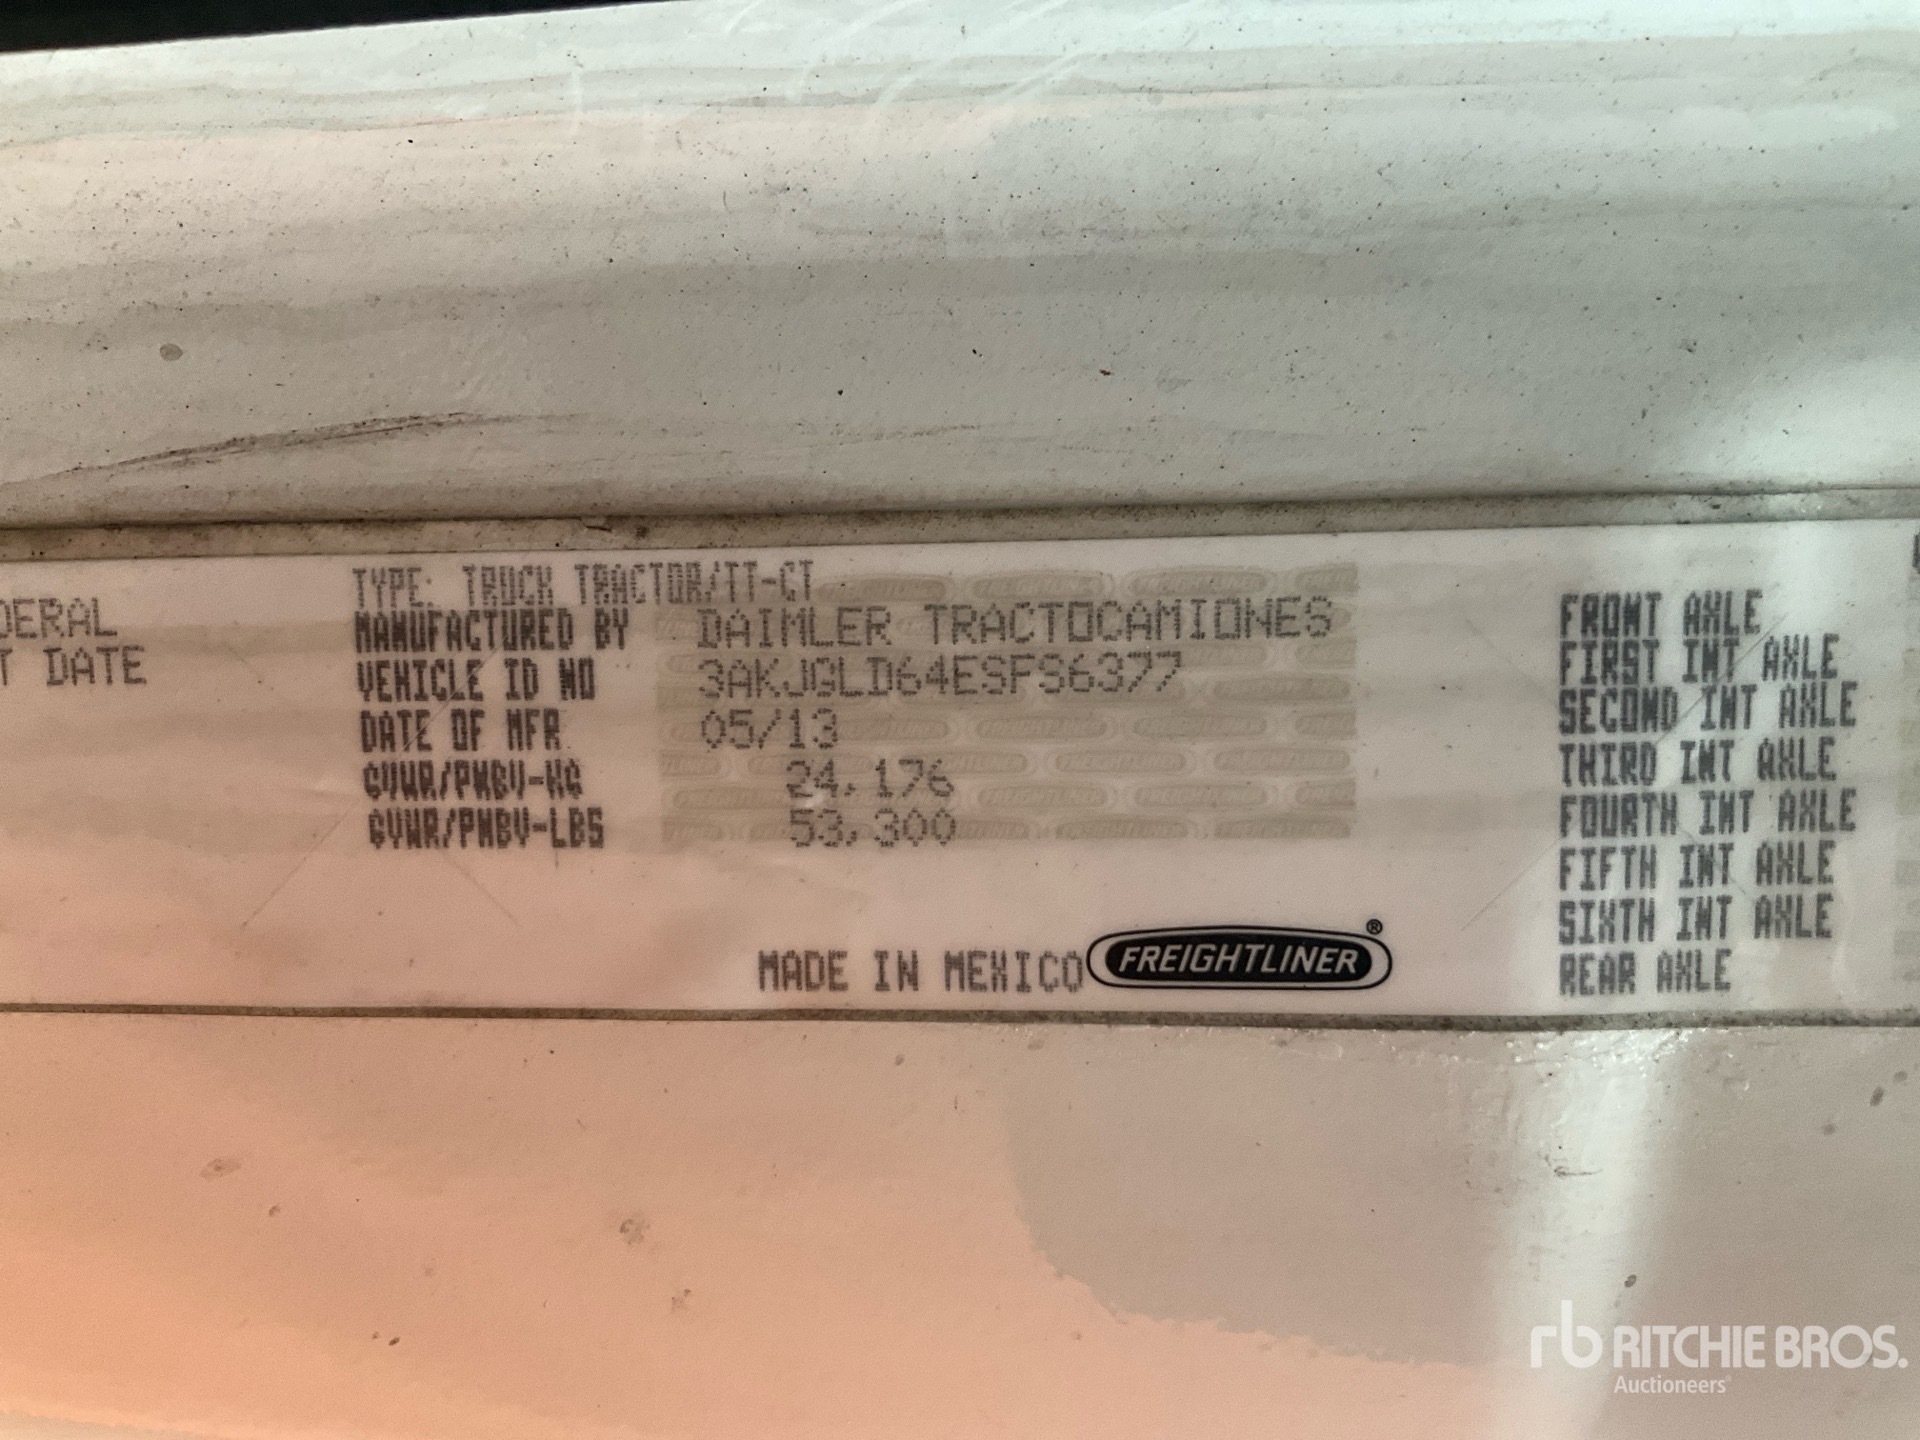 DERAL
T DATE
TYPE: TRUCK TRACTOR/TT-CT
MANUFACTURED BY DAIMLER TRACTOCAMIONES
VEHICLE ID NO 3AKJGLD64ESFS6377
DATE OF MFR 05/13
GVWR/PNBV-KG 24,176
GVWR/PNBV-LBS 53,300
MADE IN MEXICO FREIGHTLINER®
FRONT AXLE
FIRST INT AXLE
SECOND INT AXLE
THIRD INT AXLE
FOURTH INT AXLE
FIFTH INT AXLE
SIXTH INT AXLE
REAR AXLE
rb RITCHIE BROS.
Auctioneers